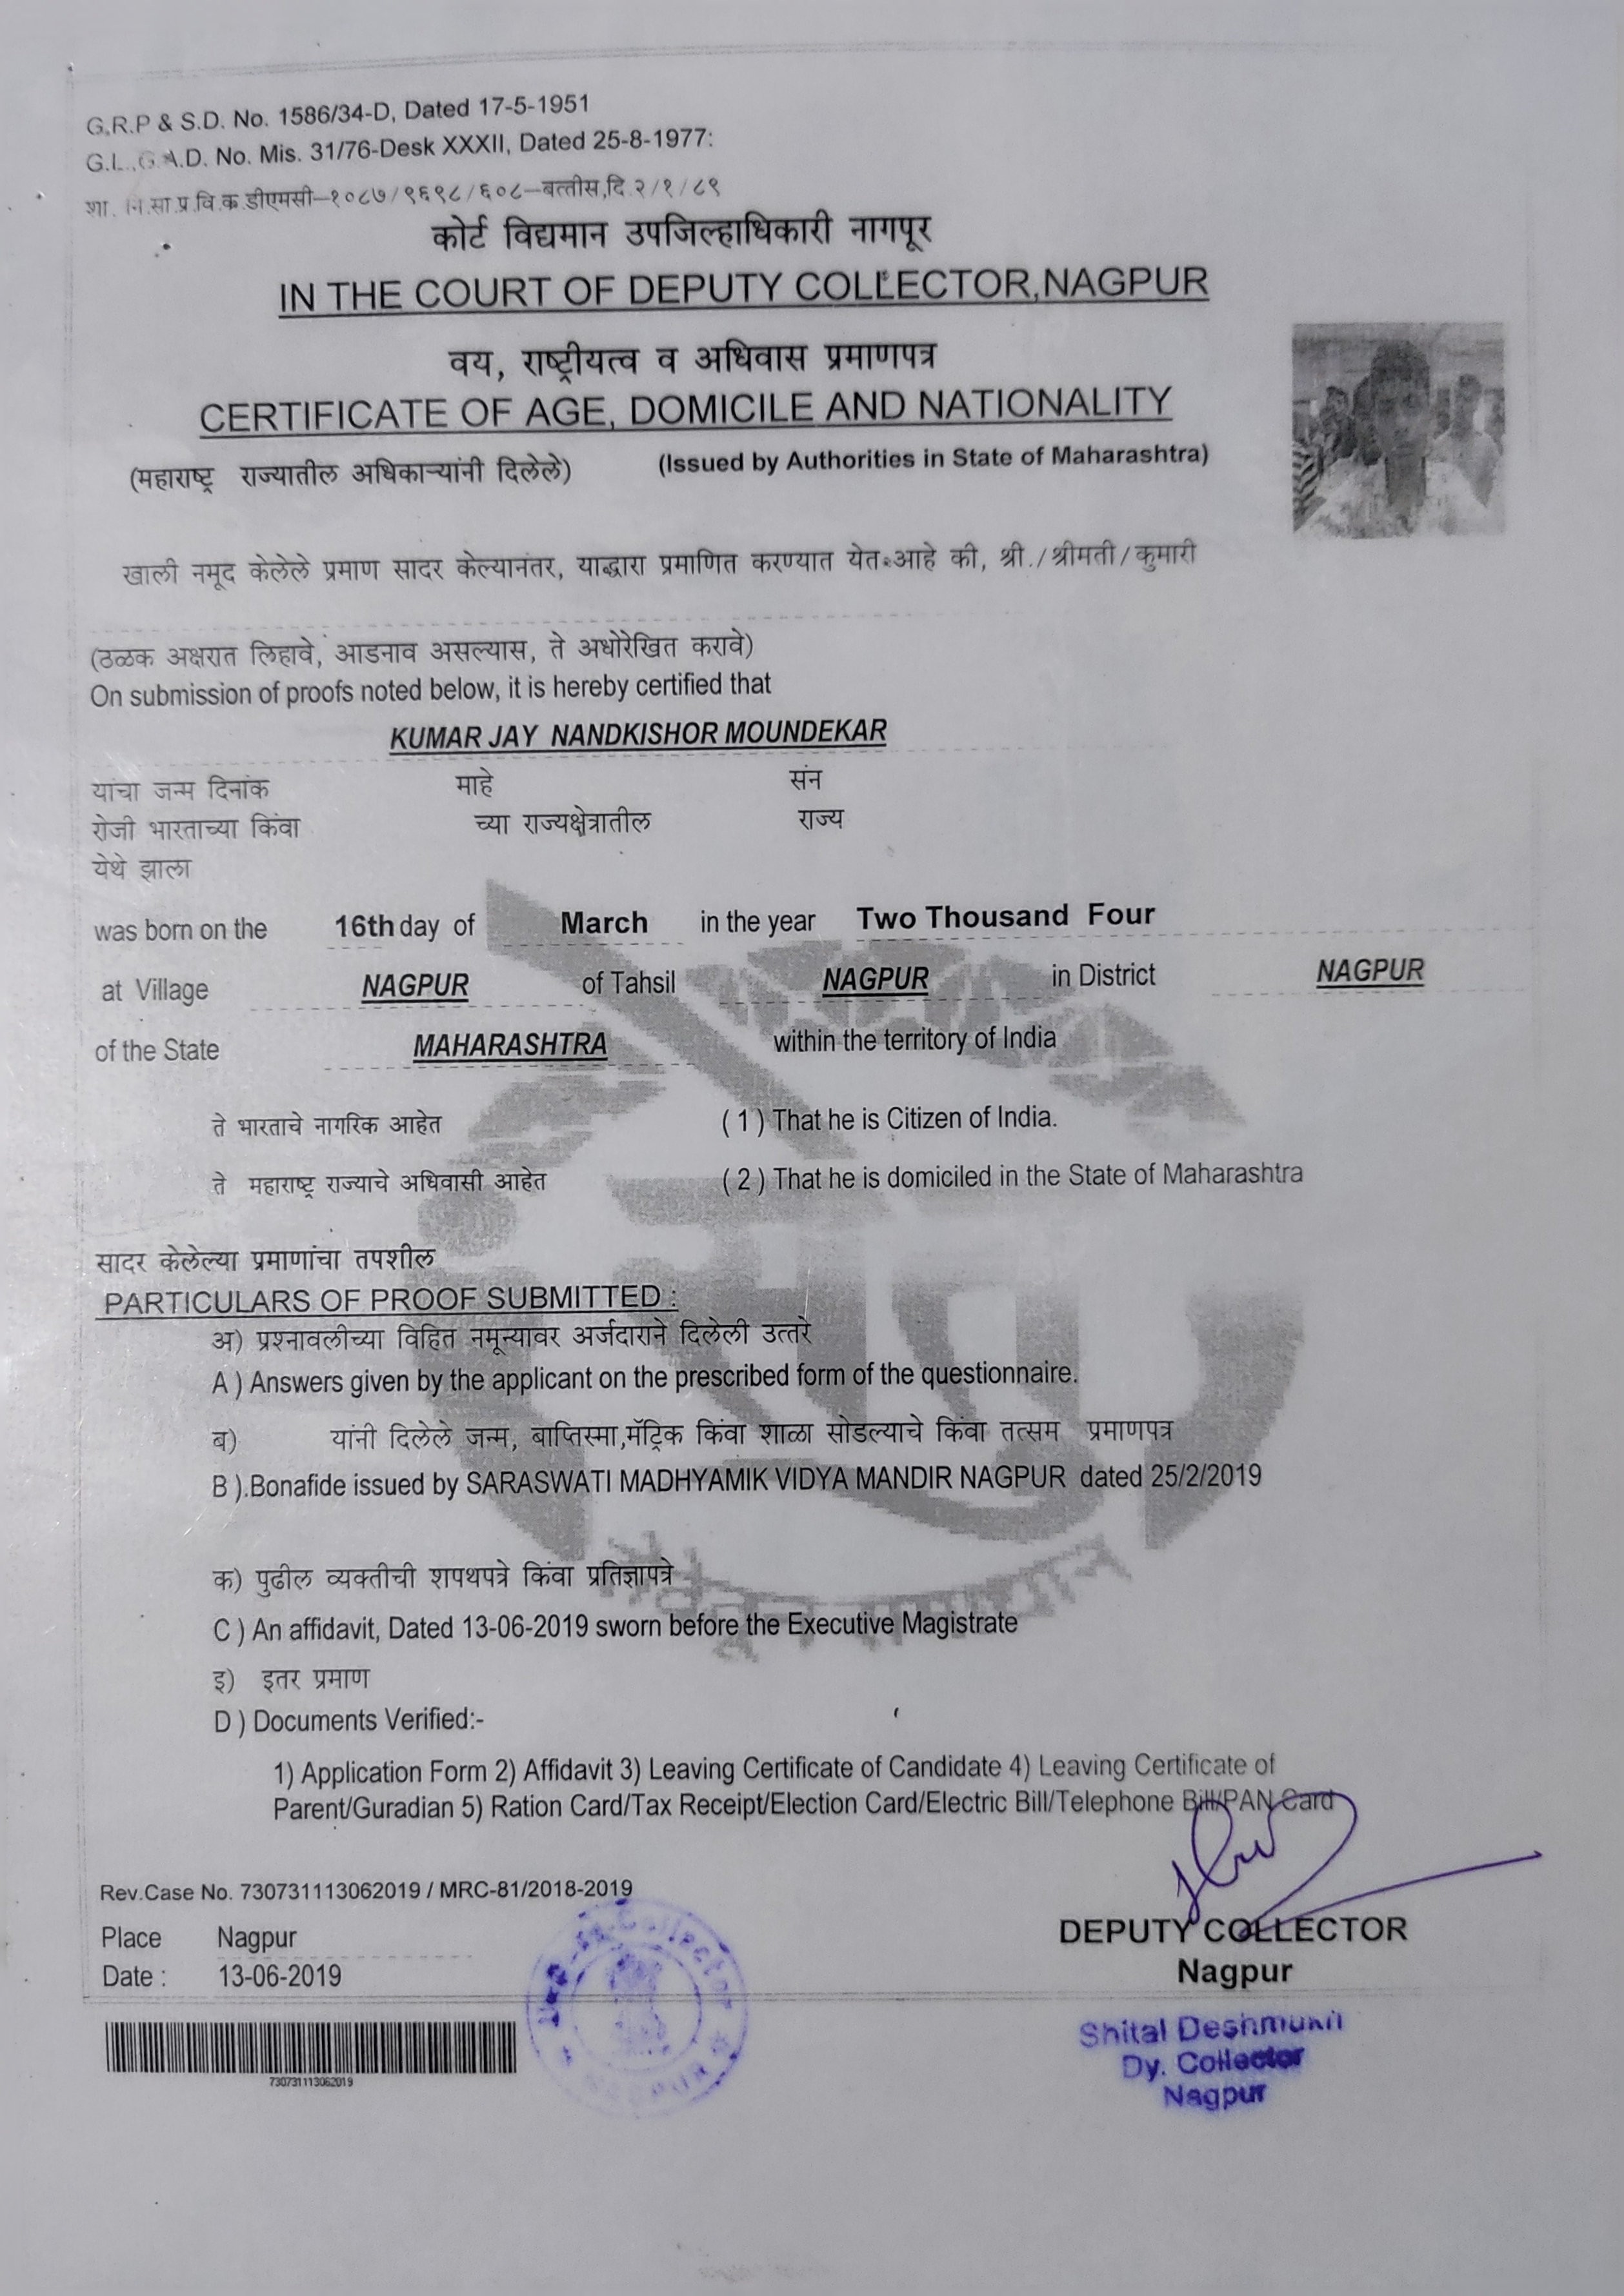 G.R.P & S.D. No. 1586/34-D, Dated 17-5-1951
G.L.,G.A.D. No. Mis. 31/76-Desk XXXII, Dated 25-8-1977:
शा. नि.सा.प्र.वि.क.डीएमसी–१०८७/९६९८/६०८–बत्तीस,दि.२/१/८९
कोर्ट विद्यमान उपजिल्हाधिकारी नागपूर
IN THE COURT OF DEPUTY COLLECTOR,NAGPUR
वय, राष्ट्रीयत्व व अधिवास प्रमाणपत्र
CERTIFICATE OF AGE, DOMICILE AND NATIONALITY
(महाराष्ट्र राज्यातील अधिकाऱ्यांनी दिलेले) (Issued by Authorities in State of Maharashtra)
खाली नमूद केलेले प्रमाण सादर केल्यानंतर, याद्धारा प्रमाणित करण्यात येत आहे की, श्री./श्रीमती/कुमारी
(ठळक अक्षरात लिहावे, आडनाव असल्यास, ते अधोरेखित करावे)
On submission of proofs noted below, it is hereby certified that
KUMAR JAY NANDKISHOR MOUNDEKAR
यांचा जन्म दिनांक माहे संन
रोजी भारताच्या किंवा च्या राज्यक्षेत्रातील राज्य
येथे झाला
was born on the 16th day of March in the year Two Thousand Four
at Village NAGPUR of Tahsil NAGPUR in District NAGPUR
of the State MAHARASHTRA within the territory of India
ते भारताचे नागरिक आहेत (1) That he is Citizen of India.
ते महाराष्ट्र राज्याचे अधिवासी आहेत (2) That he is domiciled in the State of Maharashtra
सादर केलेल्या प्रमाणांचा तपशील
PARTICULARS OF PROOF SUBMITTED :
अ) प्रश्नावलीच्या विहित नमून्यावर अर्जदाराने दिलेली उत्तरे
A ) Answers given by the applicant on the prescribed form of the questionnaire.
ब) यांनी दिलेले जन्म, बाप्तिस्मा,मॅट्रिक किंवा शाळा सोडल्याचे किंवा तत्सम प्रमाणपत्र
B ).Bonafide issued by SARASWATI MADHYAMIK VIDYA MANDIR NAGPUR dated 25/2/2019
क) पुढील व्यक्तीची शपथपत्रे किंवा प्रतिज्ञापत्रे
C ) An affidavit, Dated 13-06-2019 sworn before the Executive Magistrate
इ) इतर प्रमाण
D ) Documents Verified:-
1) Application Form 2) Affidavit 3) Leaving Certificate of Candidate 4) Leaving Certificate of
Parent/Guradian 5) Ration Card/Tax Receipt/Election Card/Electric Bill/Telephone Bill/PAN Card
Rev.Case No. 730731113062019 / MRC-81/2018-2019
Place Nagpur
Date : 13-06-2019
DEPUTY COLLECTOR
Nagpur
730731113062019
Shital Deshmukh
Dy. Collector
Nagpur
Collector
NAGPUR